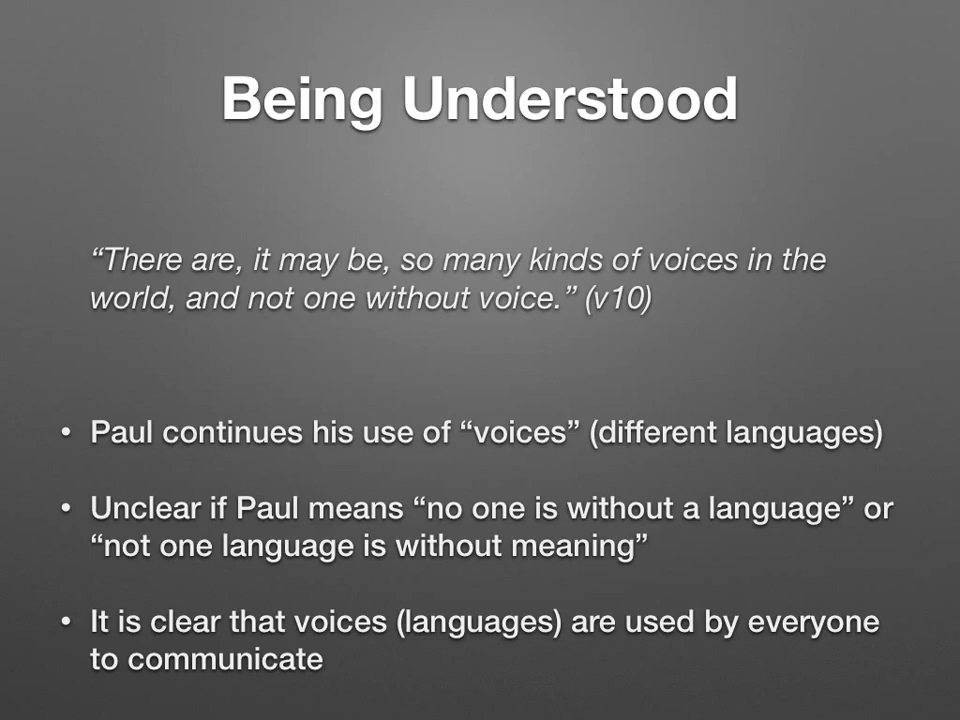 Being Understood
“There are, it may be, so many kinds of voices in the
world, and not one without voice.” (v10)
• Paul continues his use of “voices” (different languages)
• Unclear if Paul means “no one is without a language” or
“not one language is without meaning”
• It is clear that voices (languages) are used by everyone
to communicate